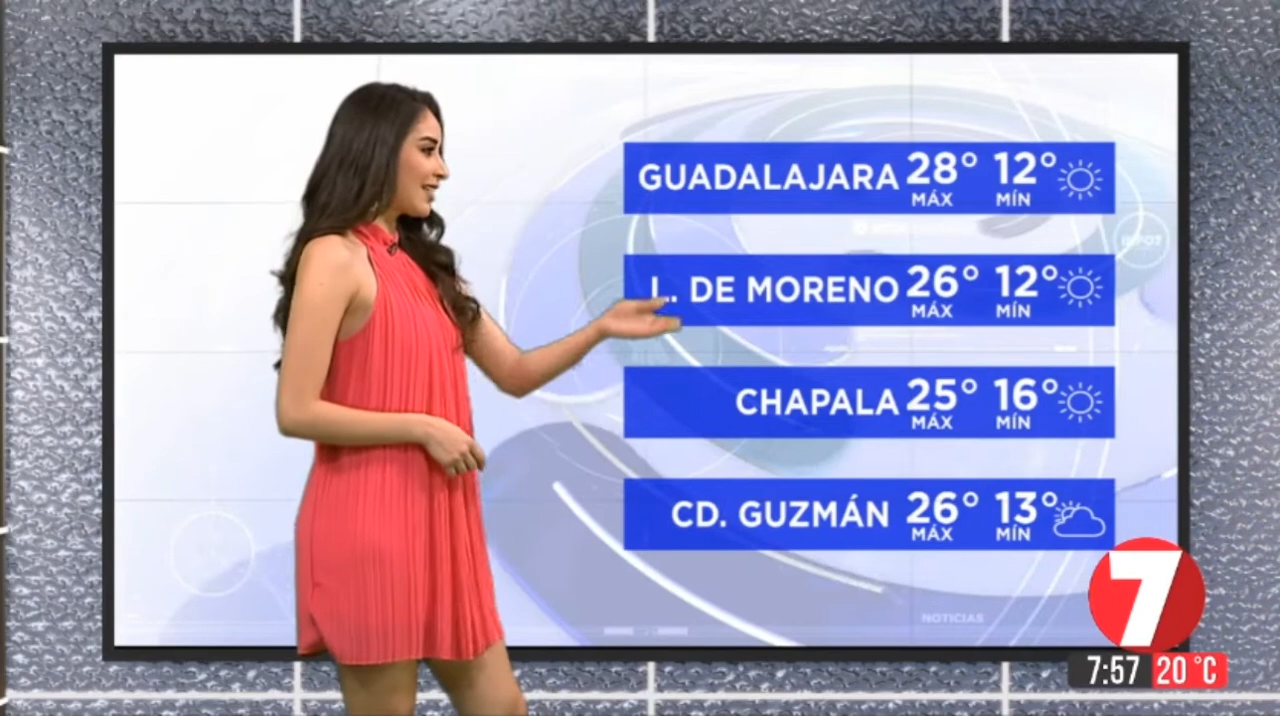 GUADALAJARA 28° 12°
MÁX MÍN
L. DE MORENO 26° 12°
MÁX MÍN
CHAPALA 25° 16°
MÁX MÍN
CD. GUZMÁN 26° 13°
MÁX MÍN
NOTICIAS
7
7:57 20 °C